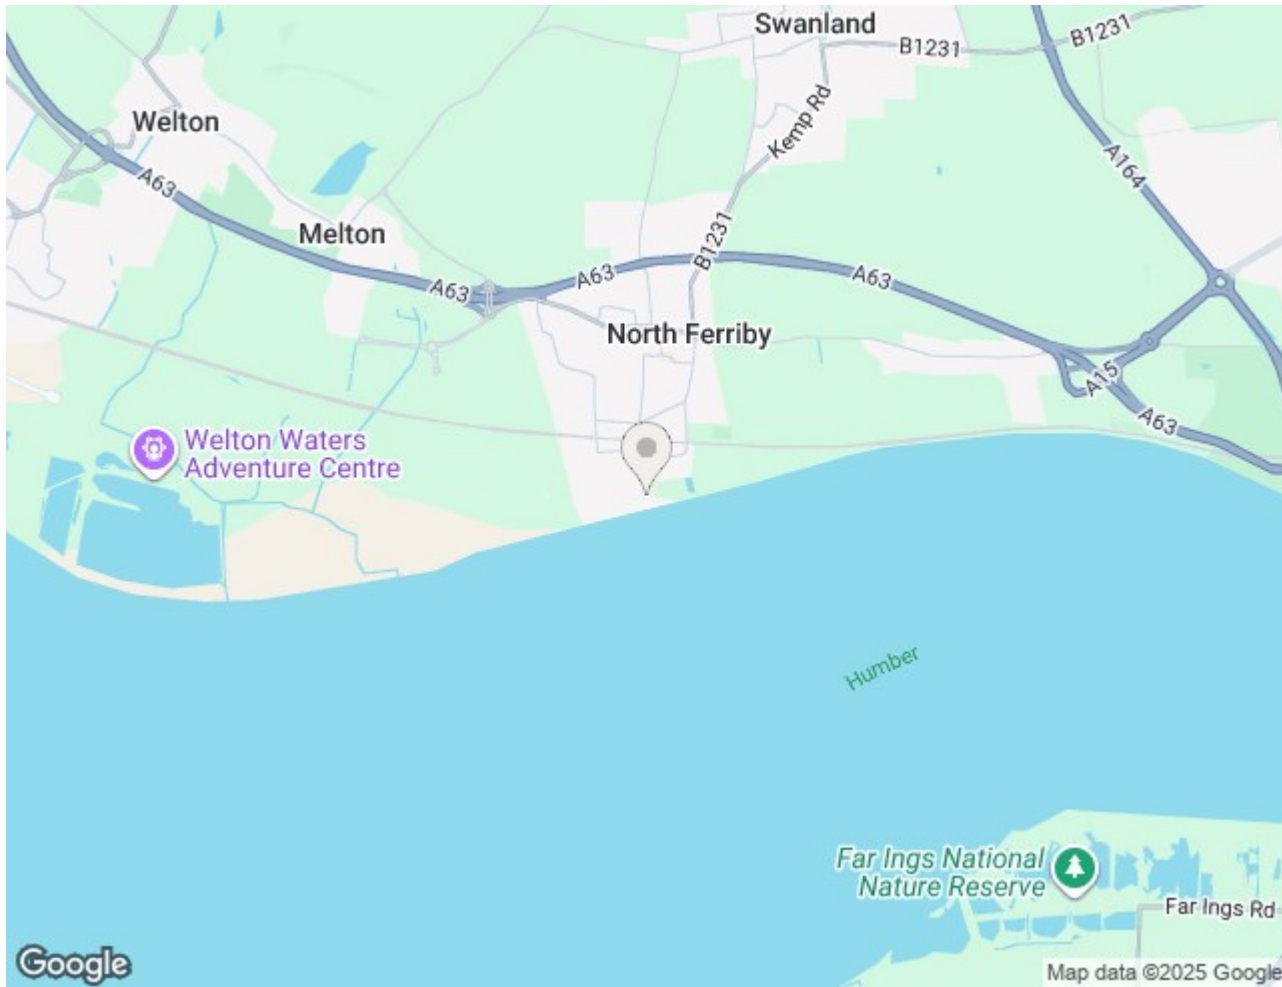 Swanland
B1231
B1231
Welton
Kemp Rd
A63
A164
Melton
B1231
A63
A63
A63
North Ferriby
A15
A63
Welton Waters
Adventure Centre
Humber
Far Ings National
Nature Reserve
Far Ings Rd
Google
Map data ©2025 Google